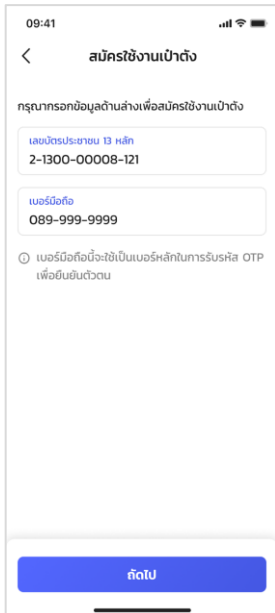 09:41
สมัครใช้งานเป๋าตัง
กรุณากรอกข้อมูลด้านล่างเพื่อสมัครใช้งานเป๋าตัง
เลขบัตรประชาชน 13 หลัก
2-1300-00008-121
เบอร์มือถือ
089-999-9999
เบอร์มือถือนี้จะใช้เป็นเบอร์หลักในการรับรหัส OTP
เพื่อยืนยันตัวตน
ถัดไป